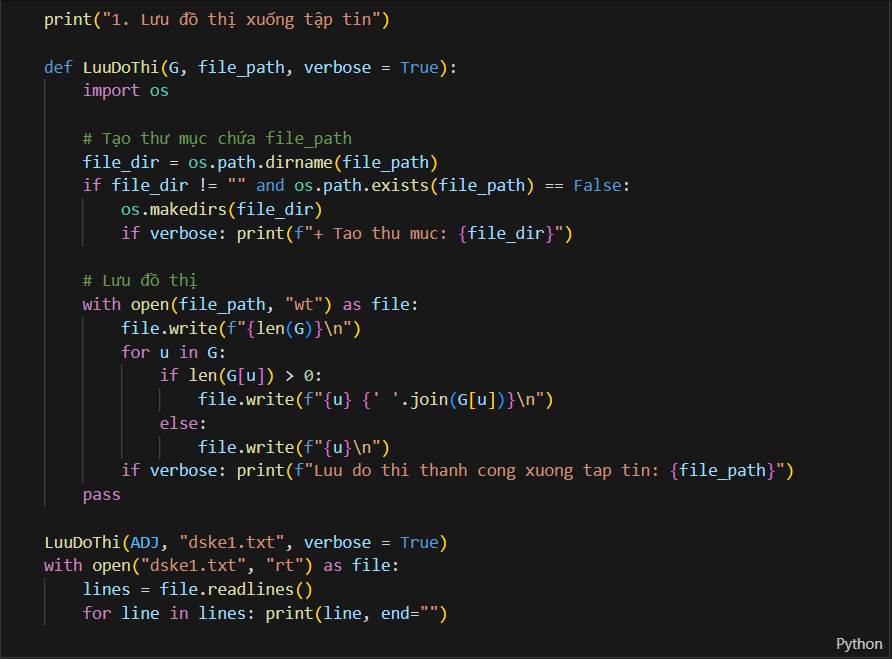 print("1. Lưu đồ thị xuống tập tin")
def LuuDoThi(G, file_path, verbose = True):
    import os
    # Tạo thư mục chứa file_path
    file_dir = os.path.dirname(file_path)
    if file_dir != "" and os.path.exists(file_path) == False:
        os.makedirs(file_dir)
        if verbose: print(f"+ Tao thu muc: {file_dir}")
    # Lưu đồ thị
    with open(file_path, "wt") as file:
        file.write(f"{len(G)}\n")
        for u in G:
            if len(G[u]) > 0:
                file.write(f"{u} {' '.join(G[u])}\n")
            else:
                file.write(f"{u}\n")
        if verbose: print(f"Luu do thi thanh cong xuong tap tin: {file_path}")
    pass
LuuDoThi(ADJ, "dske1.txt", verbose = True)
with open("dske1.txt", "rt") as file:
    lines = file.readlines()
    for line in lines: print(line, end="")
Python